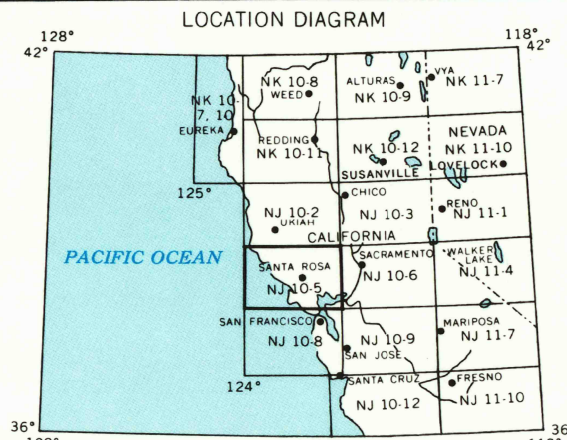 LOCATION DIAGRAM
128°
118°
42°
42°
NK 10-8
WEED
ALTURAS
NK 10-9
VYA
NK 11-7
NK 10-
7, 10
EUREKA
REDDING
NK 10-11
NK 10-12
SUSANVILLE
NEVADA
NK 11-10
LOVELOCK
125°
CHICO
NJ 10-2
UKIAH
NJ 10-3
RENO
NJ 11-1
CALIFORNIA
PACIFIC OCEAN
SANTA ROSA
NJ 10-5
SACRAMENTO
NJ 10-6
WALKER
LAKE
NJ 11-4
SAN FRANCISCO
NJ 10-8
NJ 10-9
SAN JOSE
MARIPOSA
NJ 11-7
124°
SANTA CRUZ
NJ 10-12
FRESNO
NJ 11-10
36°
36